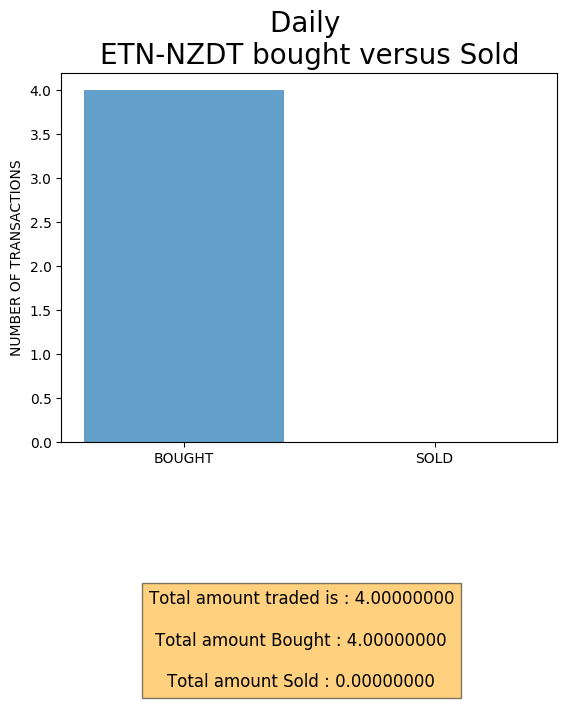 Daily
ETN-NZDT bought versus Sold
NUMBER OF TRANSACTIONS
4.0
3.5
3.0
2.5
2.0
1.5
1.0
0.5
0.0
BOUGHT SOLD
Total amount traded is : 4.00000000
Total amount Bought : 4.00000000
Total amount Sold : 0.00000000